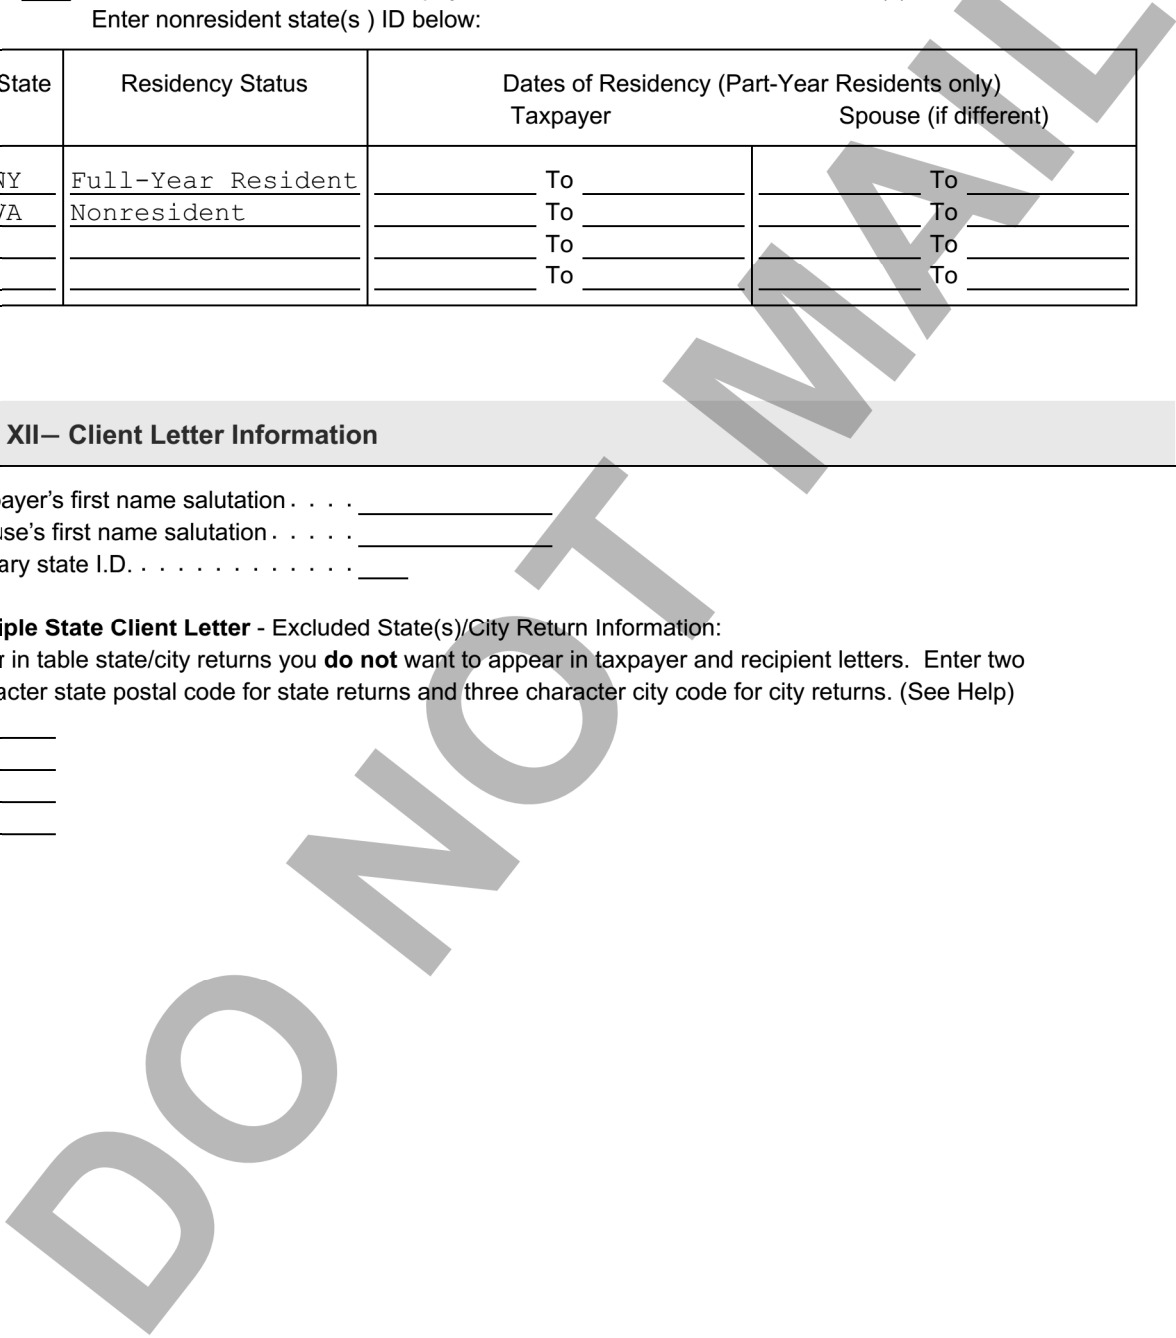 Enter nonresident state(s ) ID below:
State Residency Status Dates of Residency (Part-Year Residents only)
Taxpayer Spouse (if different)
NY Full-Year Resident To To
VA Nonresident To To
To To
To To
XII— Client Letter Information
payer's first name salutation . . . .
use's first name salutation . . . . .
ary state I.D. . . . . . . . . . . . . .
iple State Client Letter - Excluded State(s)/City Return Information:
r in table state/city returns you do not want to appear in taxpayer and recipient letters. Enter two
acter state postal code for state returns and three character city code for city returns. (See Help)
DO NOT MAIL